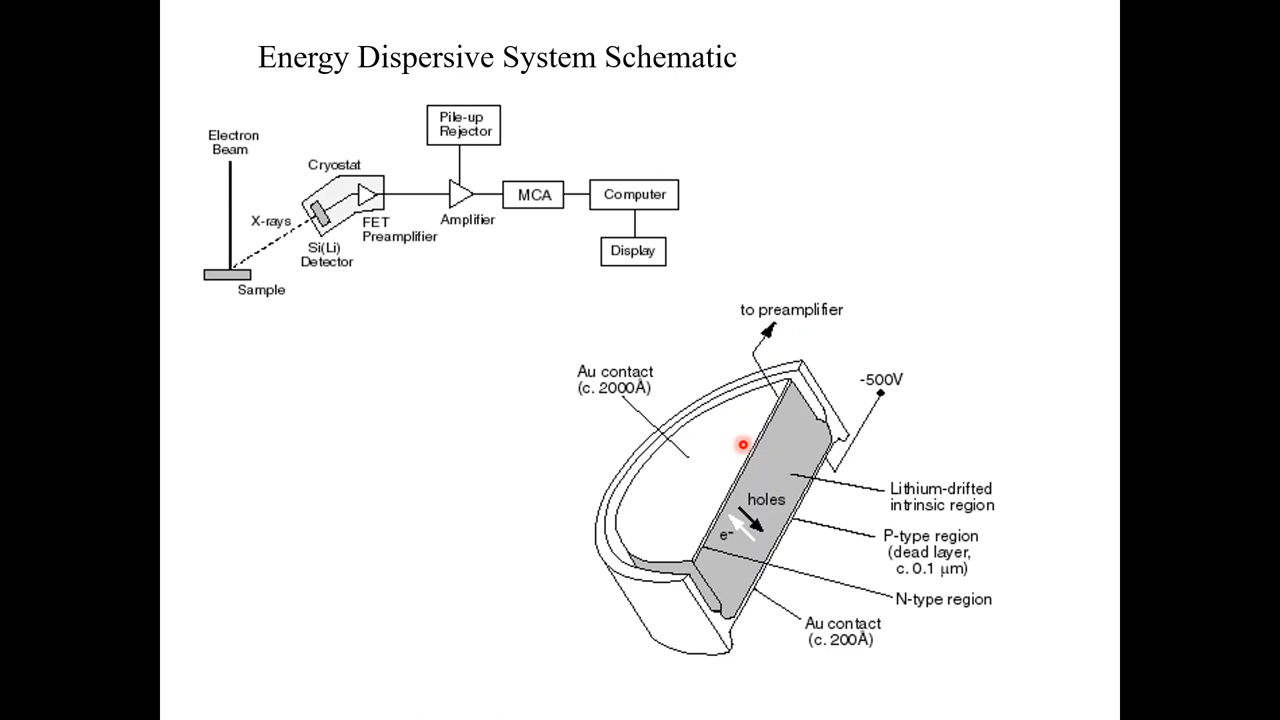 Energy Dispersive System Schematic
Pile-up
Rejector
Electron
Beam
Cryostat
MCA
Computer
X-rays
FET
Preamplifier
Amplifier
Si(Li)
Detector
Display
Sample
to preamplifier
Au contact
(c. 2000Å)
-500V
Lithium-drifted
intrinsic region
holes
e⁻
P-type region
(dead layer,
c. 0.1 µm)
N-type region
Au contact
(c. 200Å)